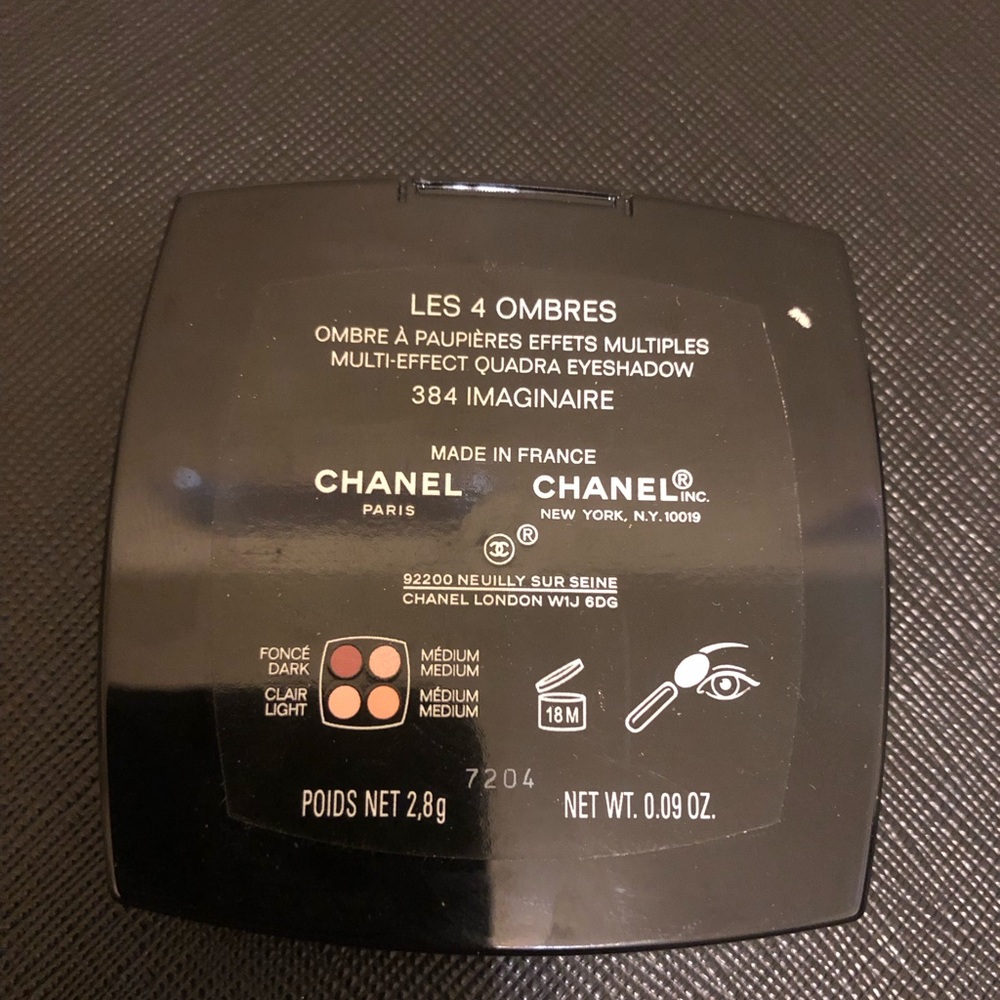 LES 4 OMBRES
OMBRE À PAUPIÈRES EFFETS MULTIPLES
MULTI-EFFECT QUADRA EYESHADOW
384 IMAGINAIRE
MADE IN FRANCE
CHANEL
PARIS
CHANEL® INC.
NEW YORK, N.Y. 10019
®
92200 NEUILLY SUR SEINE
CHANEL LONDON W1J 6DG
FONCÉ
DARK
MÉDIUM
MEDIUM
CLAIR
LIGHT
MÉDIUM
MEDIUM
18 M
7204
POIDS NET 2,8g
NET WT. 0.09 OZ.